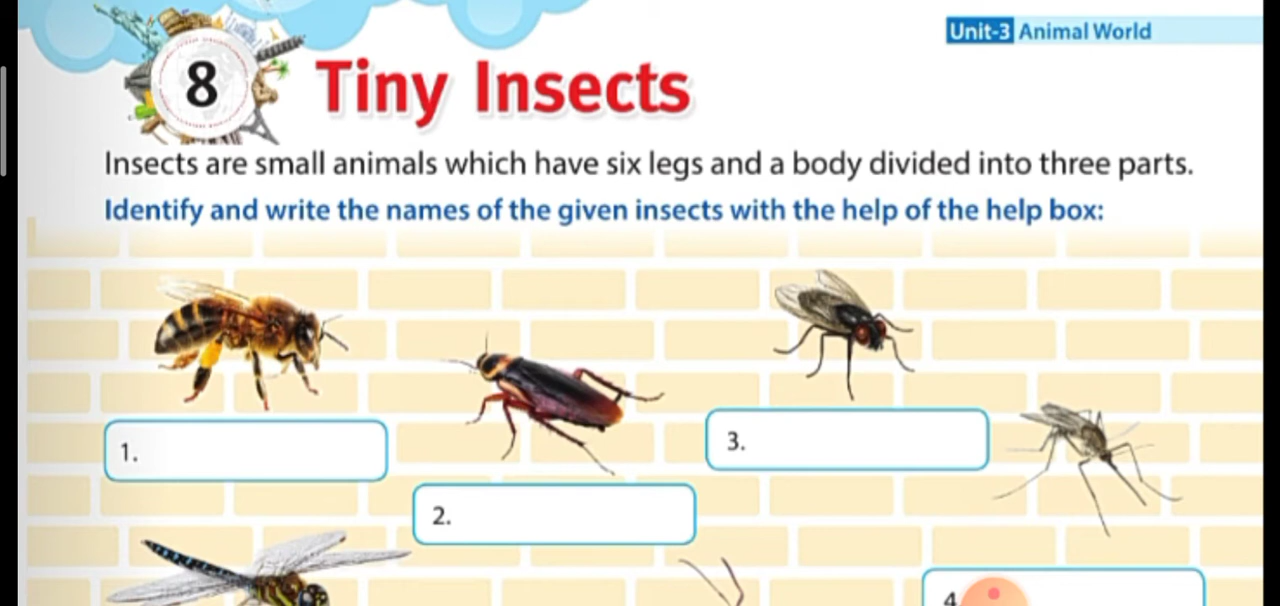 Unit-3 Animal World
8 Tiny Insects
Insects are small animals which have six legs and a body divided into three parts.
Identify and write the names of the given insects with the help of the help box:
1.
3.
2.
4